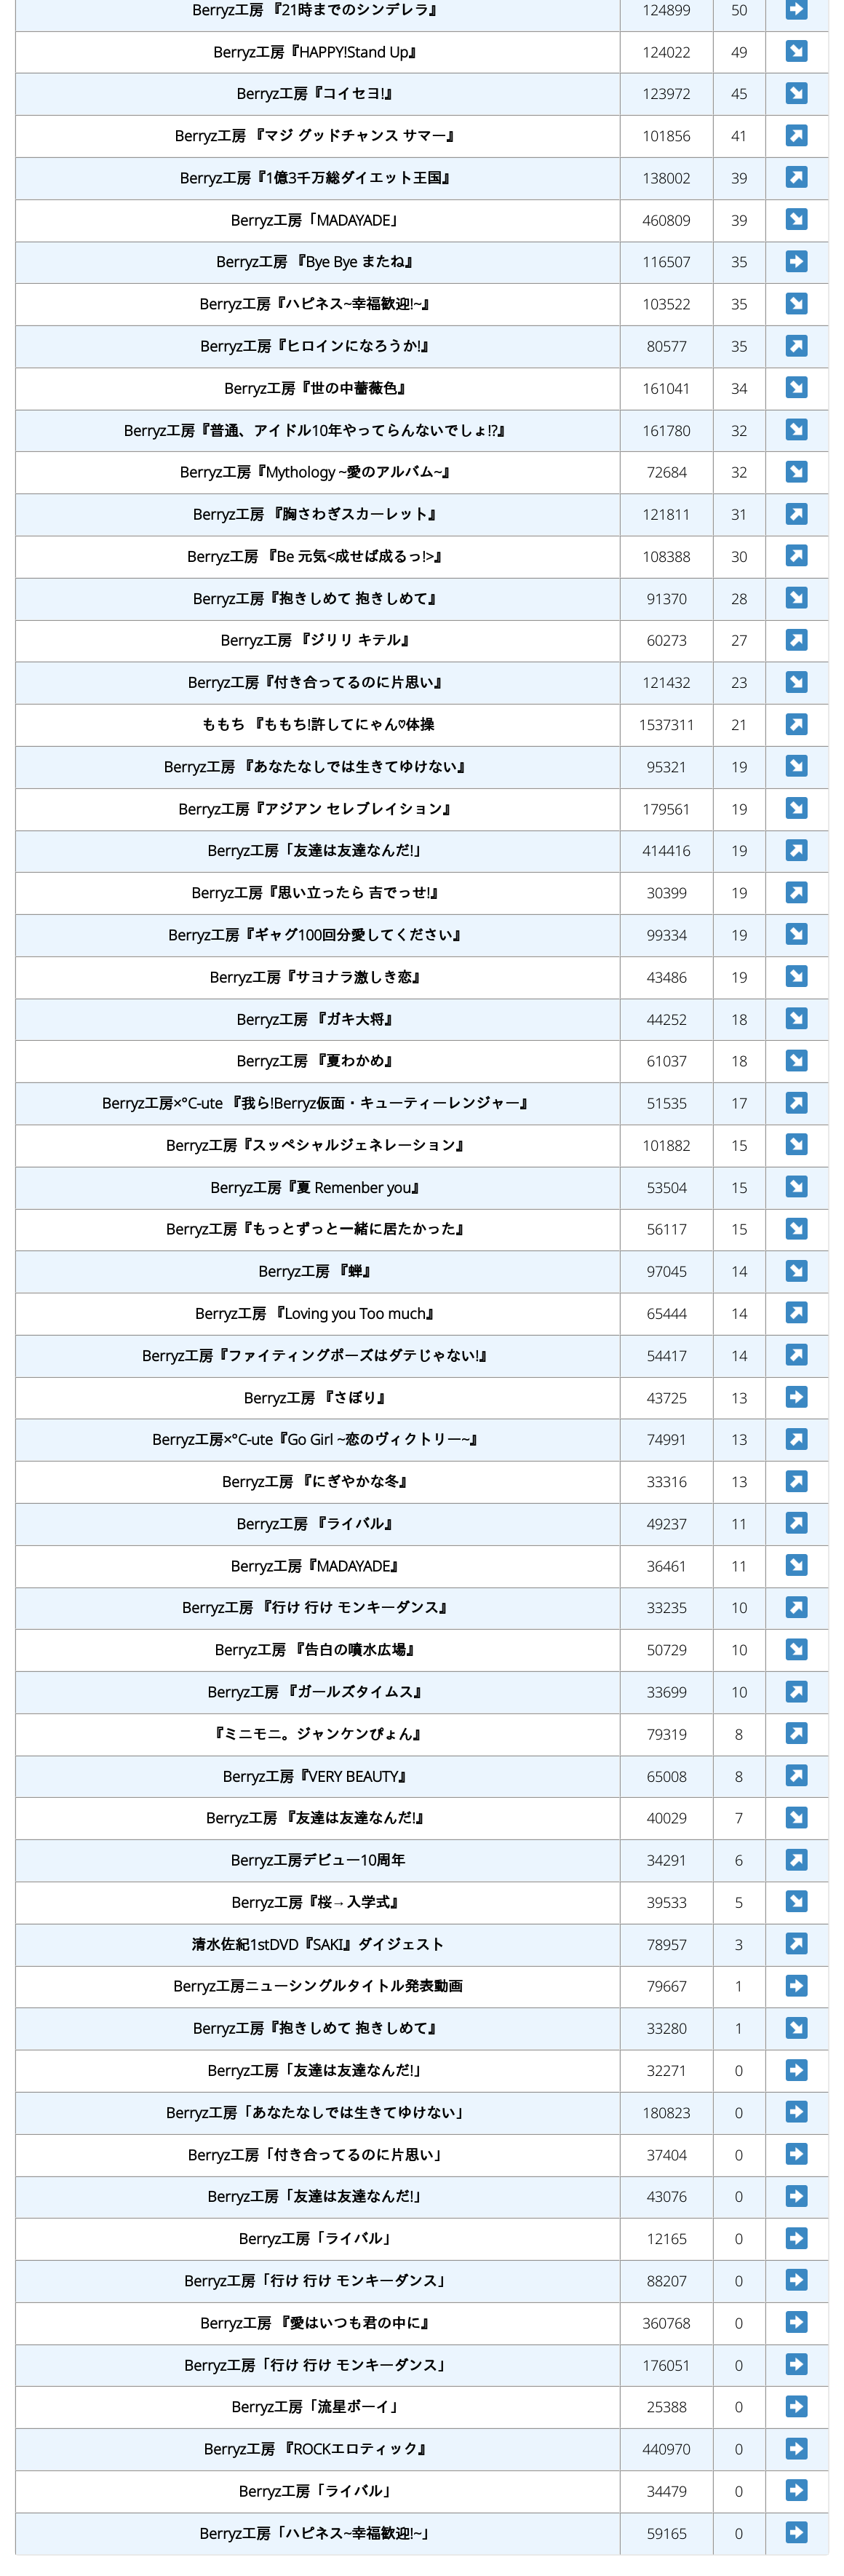 Berryz工房 『21時までのシンデレラ』 124899 50
Berryz工房『HAPPY!Stand Up』 124022 49
Berryz工房『コイセヨ!』 123972 45
Berryz工房 『マジ グッドチャンス サマー』 101856 41
Berryz工房『1億3千万総ダイエット王国』 138002 39
Berryz工房「MADAYADE」 460809 39
Berryz工房 『Bye Bye またね』 116507 35
Berryz工房『ハピネス~幸福歓迎!~』 103522 35
Berryz工房『ヒロインになろうか!』 80577 35
Berryz工房『世の中薔薇色』 161041 34
Berryz工房『普通、アイドル10年やってらんないでしょ!?』 161780 32
Berryz工房『Mythology ~愛のアルバム~』 72684 32
Berryz工房 『胸さわぎスカーレット』 121811 31
Berryz工房 『Be 元気<成せば成るっ!>』 108388 30
Berryz工房『抱きしめて 抱きしめて』 91370 28
Berryz工房 『ジリリ キテル』 60273 27
Berryz工房『付き合ってるのに片思い』 121432 23
ももち 『ももち!許してにゃん♡体操 1537311 21
Berryz工房 『あなたなしでは生きてゆけない』 95321 19
Berryz工房『アジアン セレブレイション』 179561 19
Berryz工房「友達は友達なんだ!」 414416 19
Berryz工房『思い立ったら 吉でっせ!』 30399 19
Berryz工房『ギャグ100回分愛してください』 99334 19
Berryz工房『サヨナラ激しき恋』 43486 19
Berryz工房 『ガキ大将』 44252 18
Berryz工房 『夏わかめ』 61037 18
Berryz工房×°C-ute 『我ら!Berryz仮面・キューティーレンジャー』 51535 17
Berryz工房『スッペシャルジェネレーション』 101882 15
Berryz工房『夏 Remenber you』 53504 15
Berryz工房『もっとずっと一緒に居たかった』 56117 15
Berryz工房 『蝉』 97045 14
Berryz工房 『Loving you Too much』 65444 14
Berryz工房『ファイティングポーズはダテじゃない!』 54417 14
Berryz工房 『さぼり』 43725 13
Berryz工房×°C-ute『Go Girl ~恋のヴィクトリー~』 74991 13
Berryz工房 『にぎやかな冬』 33316 13
Berryz工房 『ライバル』 49237 11
Berryz工房『MADAYADE』 36461 11
Berryz工房 『行け 行け モンキーダンス』 33235 10
Berryz工房 『告白の噴水広場』 50729 10
Berryz工房 『ガールズタイムス』 33699 10
『ミニモニ。ジャンケンぴょん』 79319 8
Berryz工房『VERY BEAUTY』 65008 8
Berryz工房 『友達は友達なんだ!』 40029 7
Berryz工房デビュー10周年 34291 6
Berryz工房『桜→入学式』 39533 5
清水佐紀1stDVD『SAKI』ダイジェスト 78957 3
Berryz工房ニューシングルタイトル発表動画 79667 1
Berryz工房『抱きしめて 抱きしめて』 33280 1
Berryz工房「友達は友達なんだ!」 32271 0
Berryz工房「あなたなしでは生きてゆけない」 180823 0
Berryz工房「付き合ってるのに片思い」 37404 0
Berryz工房「友達は友達なんだ!」 43076 0
Berryz工房「ライバル」 12165 0
Berryz工房「行け 行け モンキーダンス」 88207 0
Berryz工房 『愛はいつも君の中に』 360768 0
Berryz工房「行け 行け モンキーダンス」 176051 0
Berryz工房「流星ボーイ」 25388 0
Berryz工房 『ROCKエロティック』 440970 0
Berryz工房「ライバル」 34479 0
Berryz工房「ハピネス~幸福歓迎!~」 59165 0